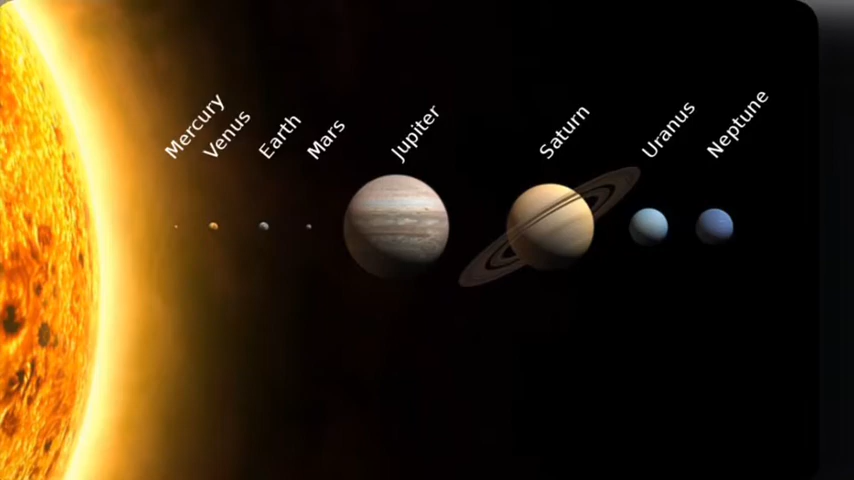 Mercury
Venus
Earth
Mars
Jupiter
Saturn
Uranus
Neptune